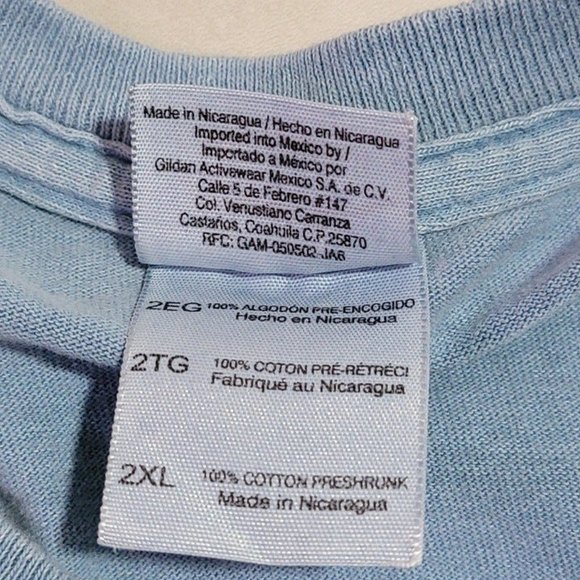 Made in Nicaragua / Hecho en Nicaragua
Imported into Mexico by /
Importado a México por
Gildan Activewear Mexico S.A. de C.V.
Calle 5 de Febrero #147
Col. Venustiano Carranza
Castaños, Coahuila C.P. 25870
RFC: GAM-050502-JA6
2EG 100% ALGODÓN PRE-ENCOGIDO
Hecho en Nicaragua
2TG 100% COTON PRÉ-RÉTRÉCI
Fabriqué au Nicaragua
2XL 100% COTTON PRESHRUNK
Made in Nicaragua